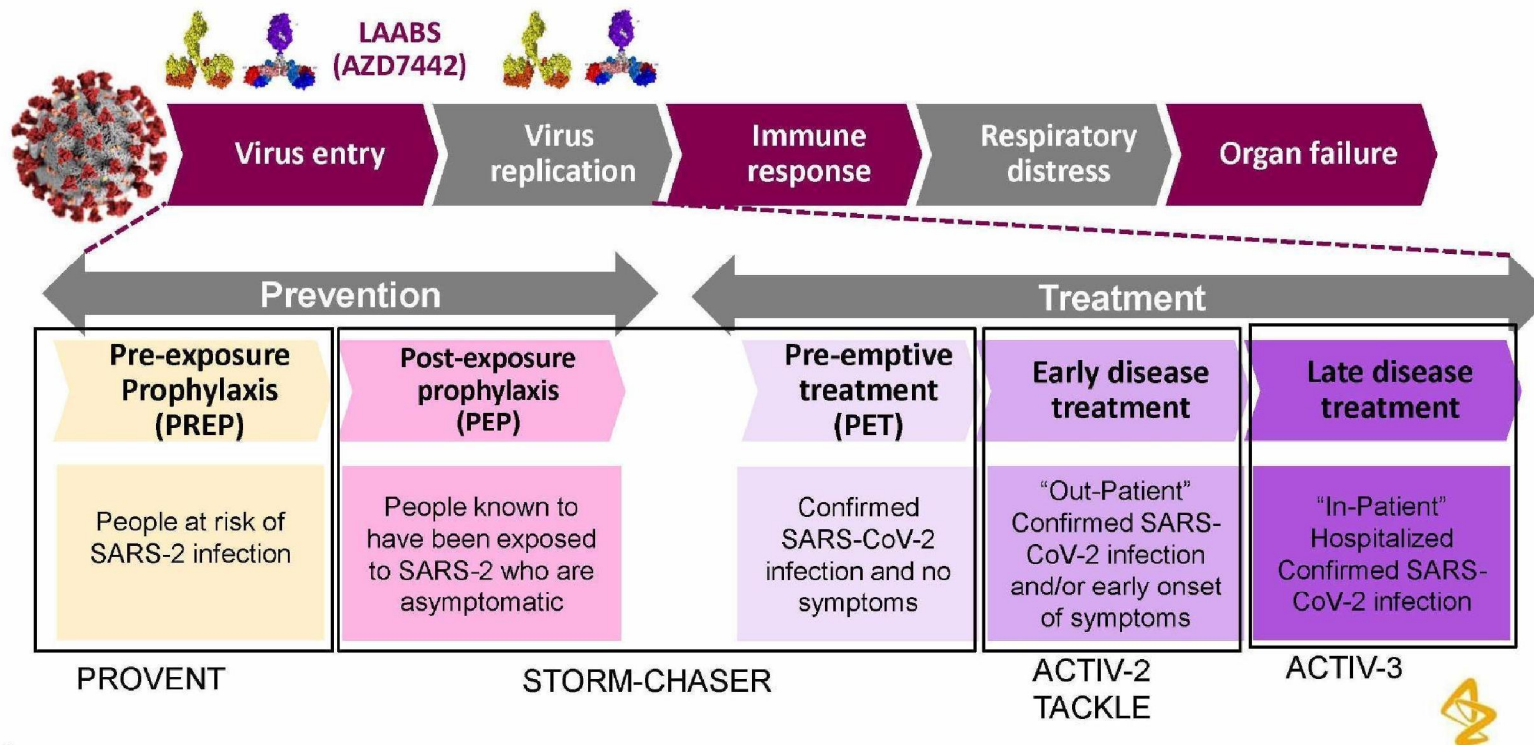 LAABS
(AZD7442)
Virus entry
Virus
replication
Immune
response
Respiratory
distress
Organ failure
Prevention
Treatment
Pre-exposure
Prophylaxis
(PREP)
Post-exposure
prophylaxis
(PEP)
Pre-emptive
treatment
(PET)
Early disease
treatment
Late disease
treatment
People at risk of
SARS-2 infection
People known to
have been exposed
to SARS-2 who are
asymptomatic
Confirmed
SARS-CoV-2
infection and no
symptoms
“Out-Patient”
Confirmed SARS-
CoV-2 infection
and/or early onset
of symptoms
“In-Patient”
Hospitalized
Confirmed SARS-
CoV-2 infection
PROVENT
STORM-CHASER
ACTIV-2
TACKLE
ACTIV-3